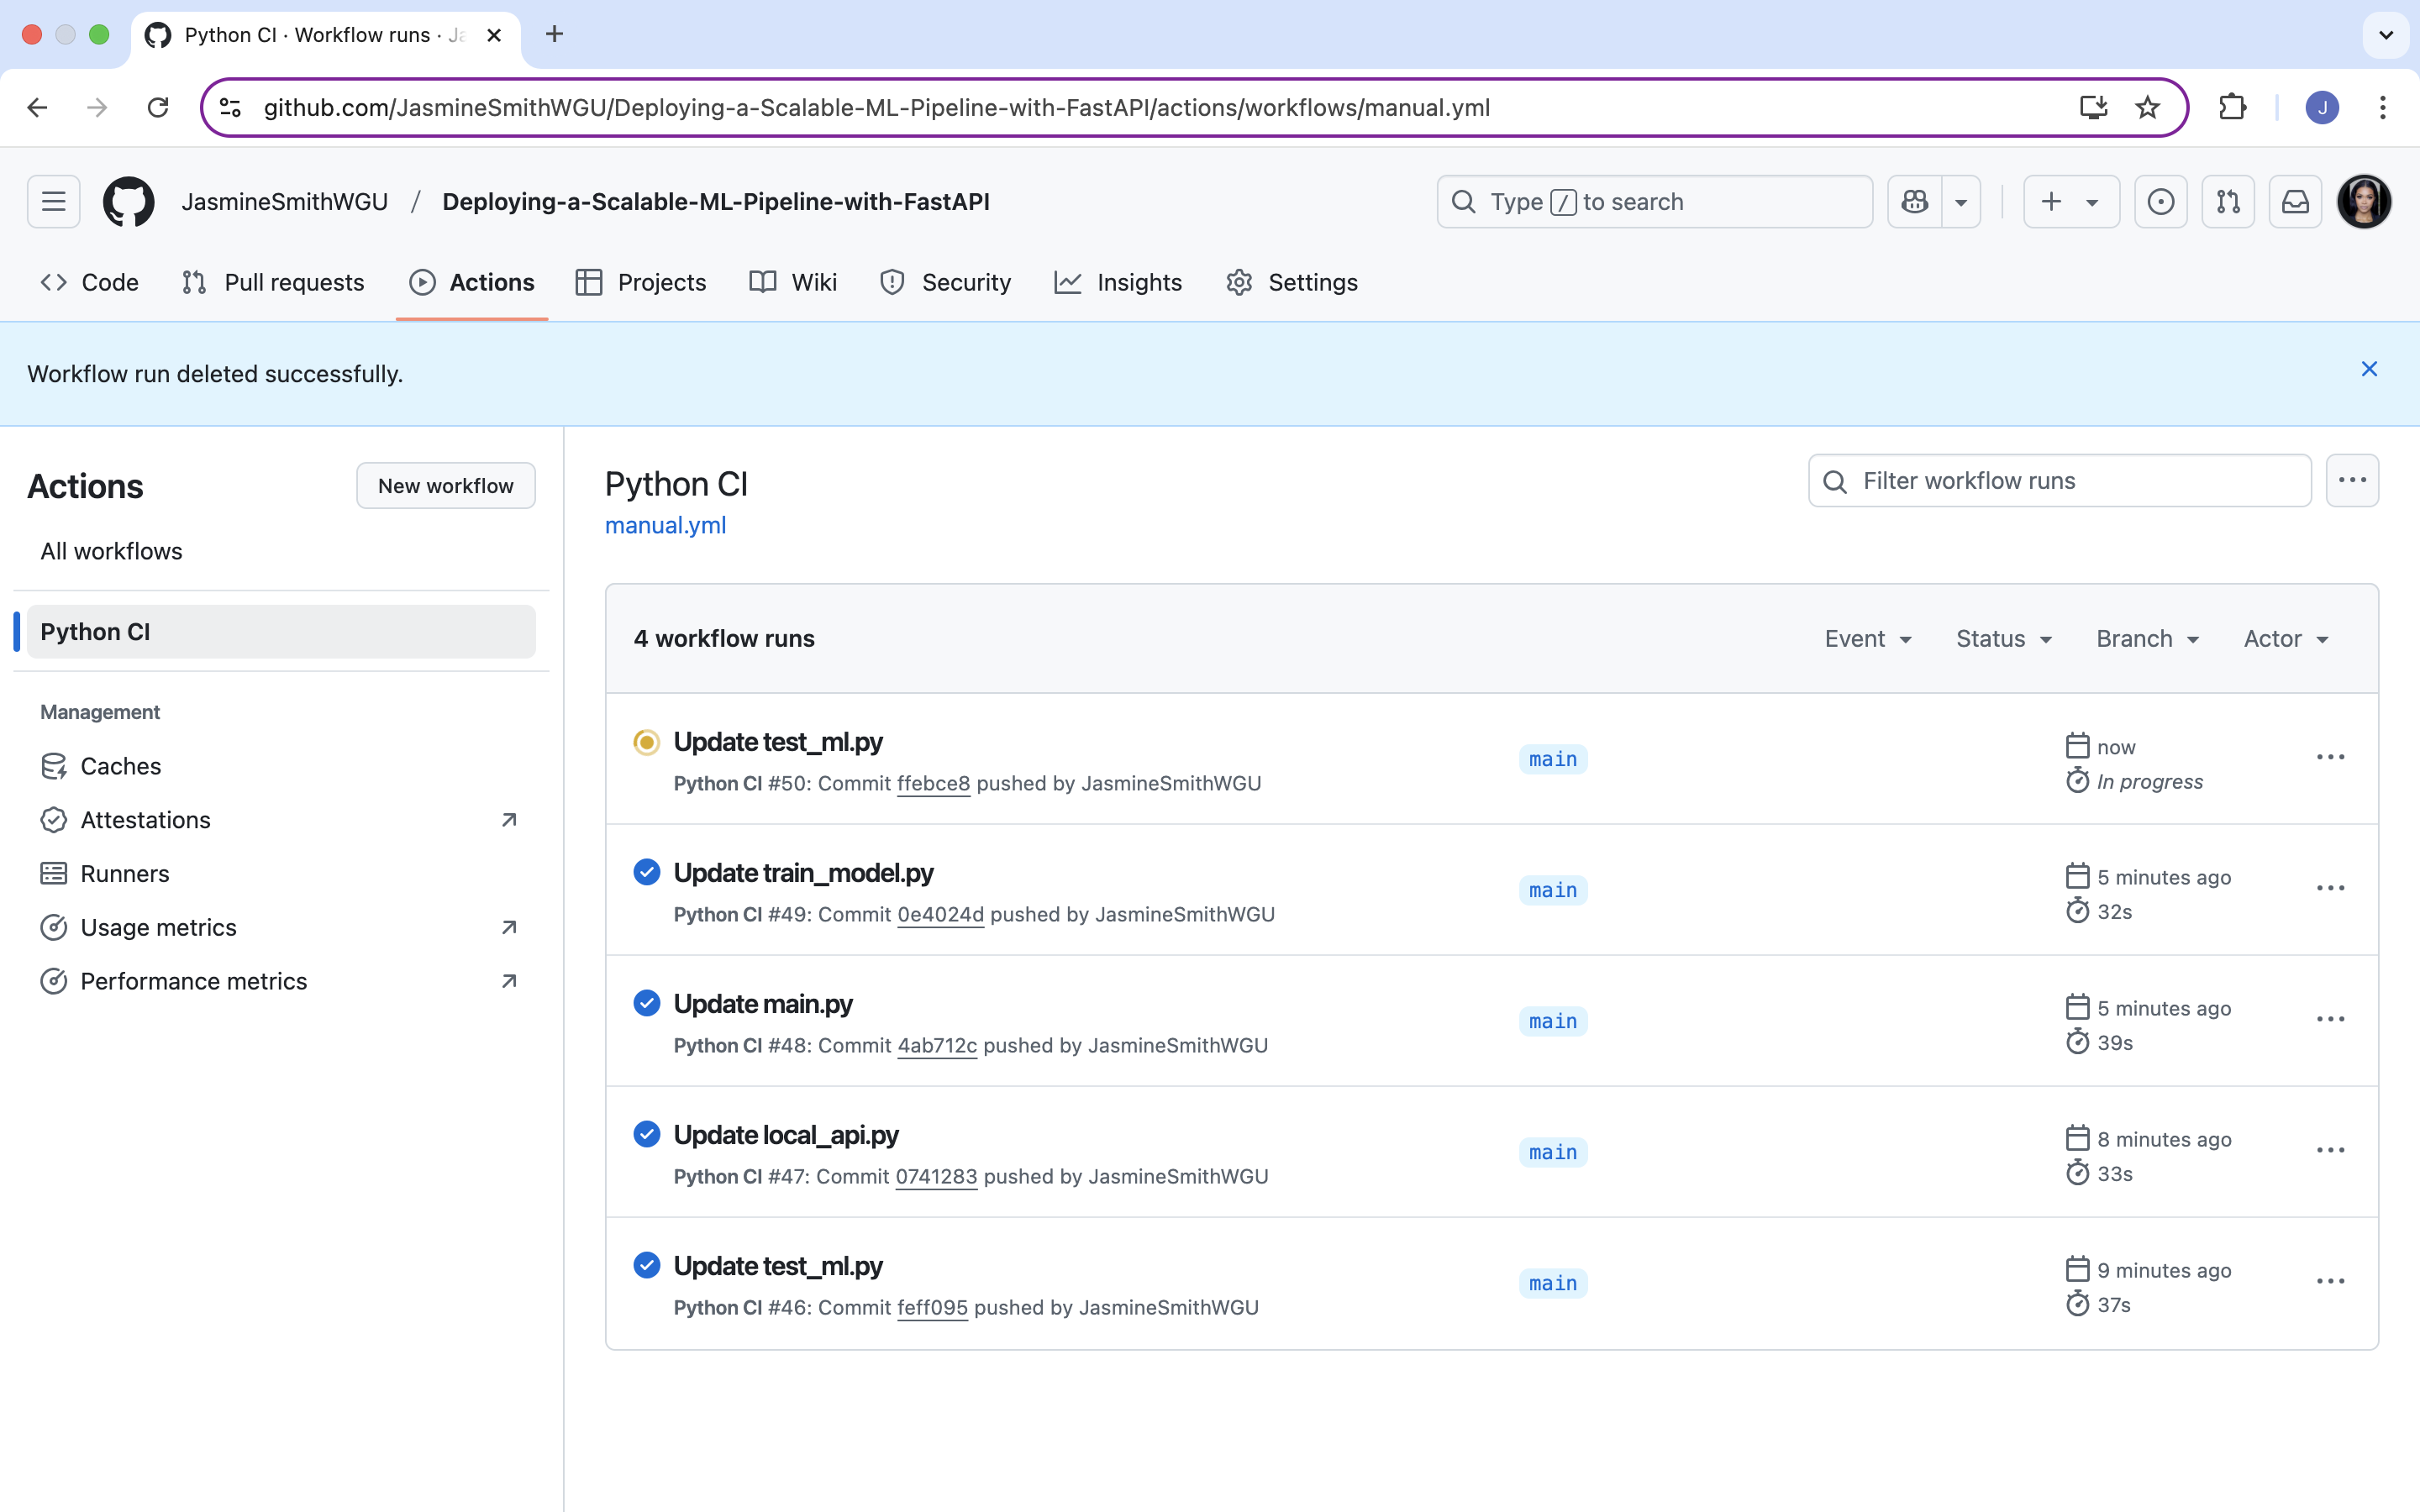 Python CI · Workflow runs · Ja
github.com/JasmineSmithWGU/Deploying-a-Scalable-ML-Pipeline-with-FastAPI/actions/workflows/manual.yml
J
JasmineSmithWGU / Deploying-a-Scalable-ML-Pipeline-with-FastAPI
Type / to search
Code
Pull requests
Actions
Projects
Wiki
Security
Insights
Settings
Workflow run deleted successfully.
Actions
New workflow
All workflows
Python CI
Management
Caches
Attestations
Runners
Usage metrics
Performance metrics
Python CI
manual.yml
Filter workflow runs
4 workflow runs
Event
Status
Branch
Actor
Update test_ml.py
Python CI #50: Commit ffebce8 pushed by JasmineSmithWGU
main
now
In progress
Update train_model.py
Python CI #49: Commit 0e4024d pushed by JasmineSmithWGU
main
5 minutes ago
32s
Update main.py
Python CI #48: Commit 4ab712c pushed by JasmineSmithWGU
main
5 minutes ago
39s
Update local_api.py
Python CI #47: Commit 0741283 pushed by JasmineSmithWGU
main
8 minutes ago
33s
Update test_ml.py
Python CI #46: Commit feff095 pushed by JasmineSmithWGU
main
9 minutes ago
37s